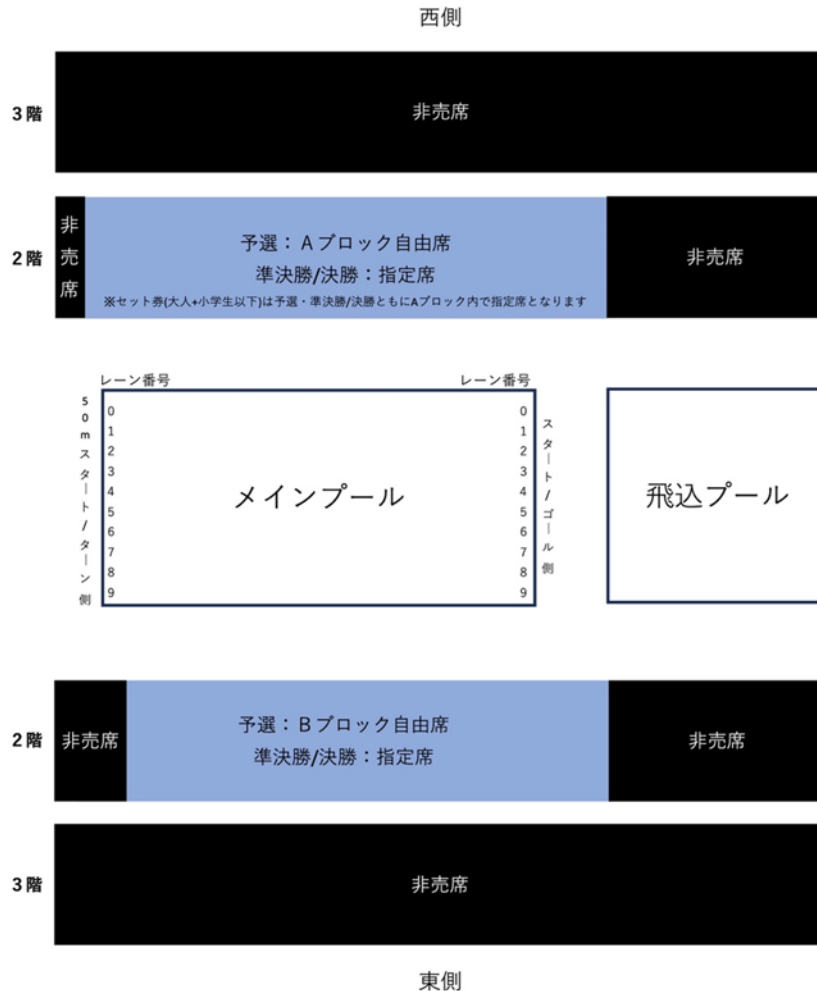 西側
3階
非売席
非売席
2階
予選：Aブロック自由席
準決勝/決勝：指定席
※セット券(大人+小学生以下)は予選・準決勝/決勝ともにAブロック内で指定席となります
非売席
レーン番号
レーン番号
50mスタート/ターン側
0
1
2
3
4
5
6
7
8
9
メインプール
0
1
2
3
4
5
6
7
8
9
スタート/ゴール側
飛込プール
2階
非売席
予選：Bブロック自由席
準決勝/決勝：指定席
非売席
3階
非売席
東側